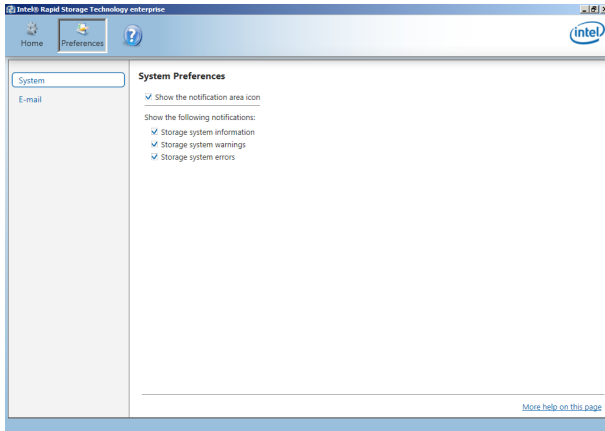 Intel® Rapid Storage Technology enterprise
Home
Preferences
?
intel
System
E-mail
System Preferences
Show the notification area icon
Show the following notifications:
Storage system information
Storage system warnings
Storage system errors
More help on this page